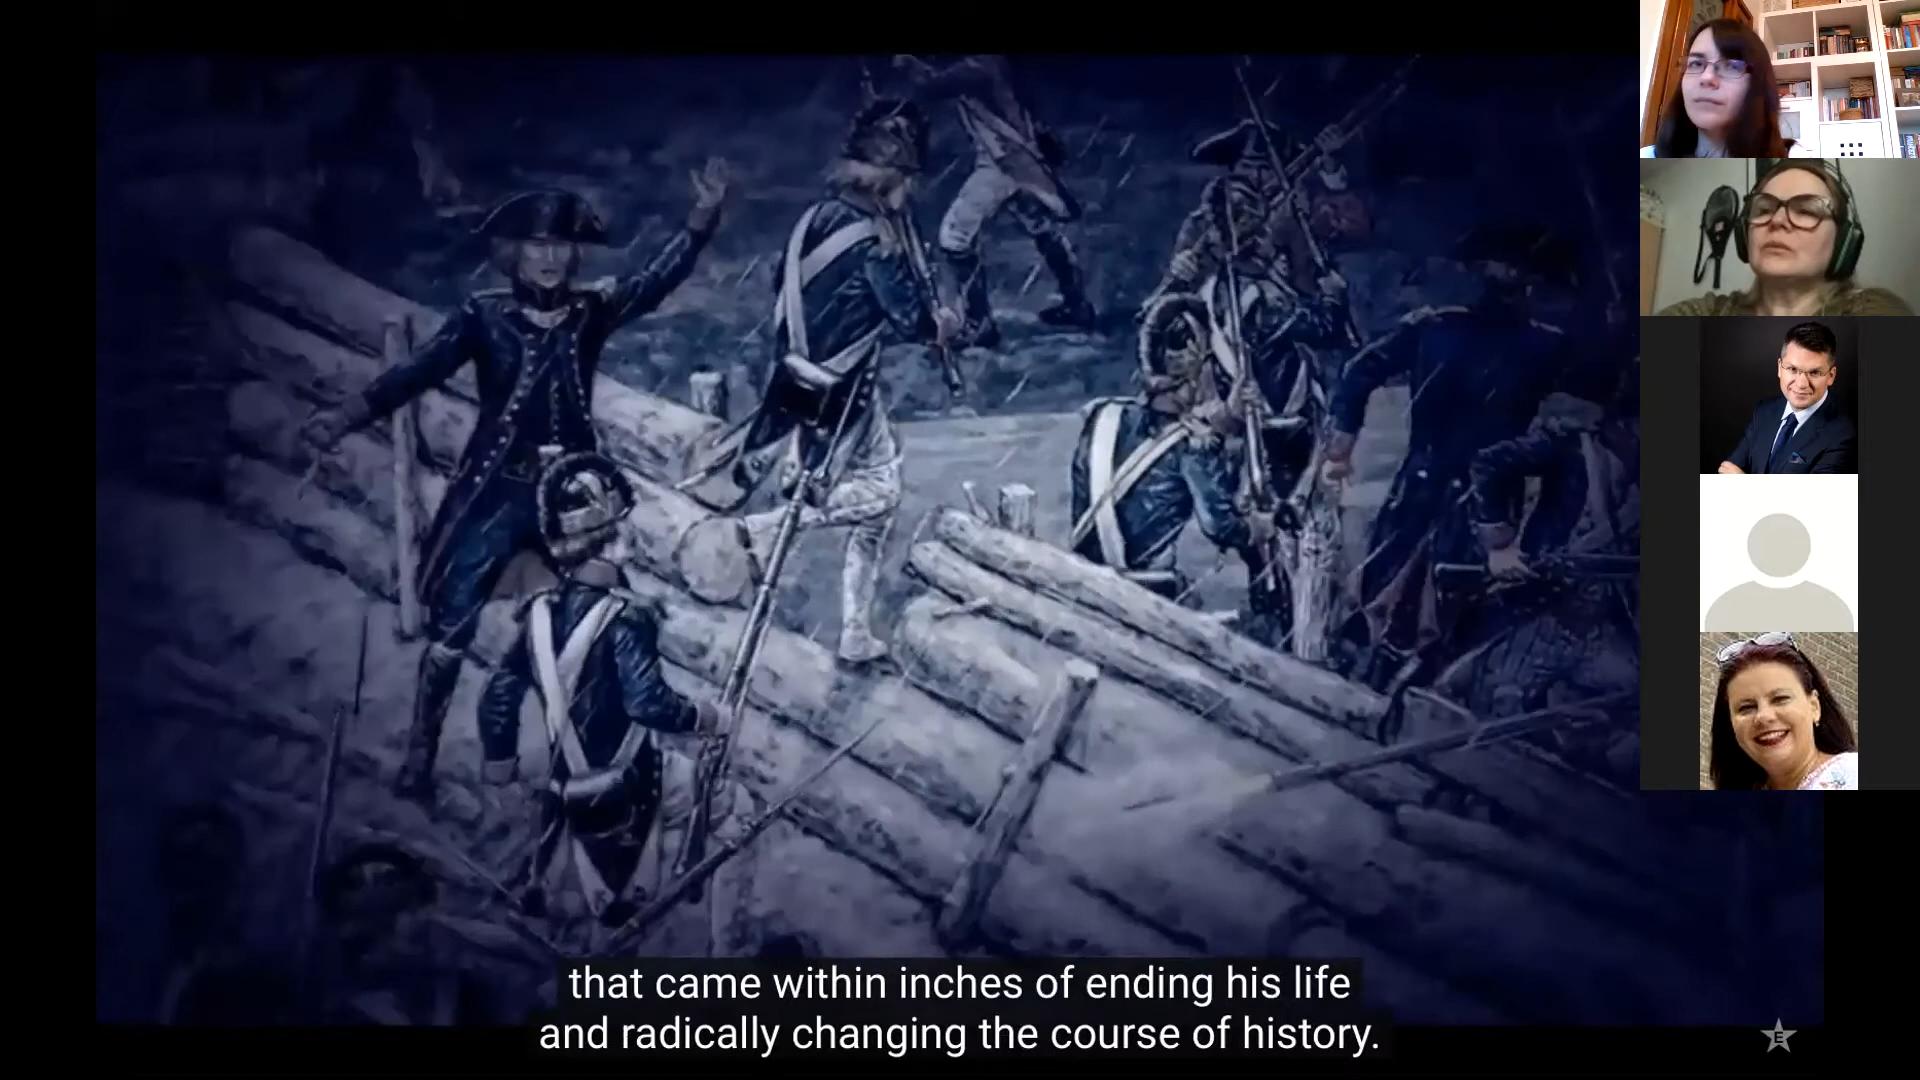 that came within inches of ending his life
and radically changing the course of history.
E